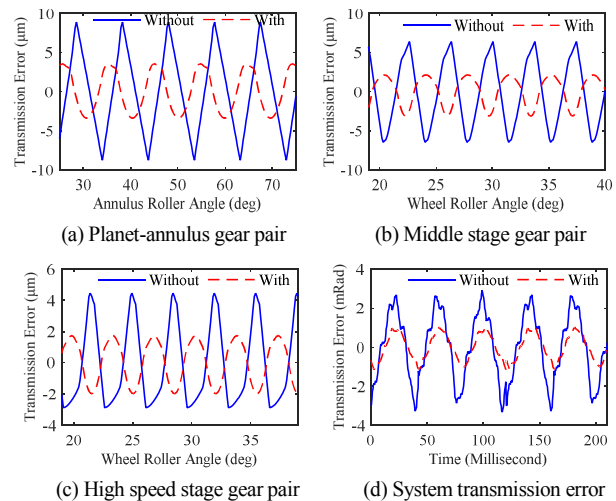 10
5
0
-5
-10
Transmission Error (μm)
Without
With
30
40
50
60
70
Annulus Roller Angle (deg)
(a) Planet-annulus gear pair
10
5
0
-5
-10
Transmission Error (μm)
Without
With
20
25
30
35
40
Wheel Roller Angle (deg)
(b) Middle stage gear pair
6
4
2
0
-2
-4
Transmission Error (μm)
Without
With
20
25
30
35
Wheel Roller Angle (deg)
(c) High speed stage gear pair
4
2
0
-2
-4
Transmission Error (mRad)
Without
With
0
50
100
150
200
Time (Millisecond)
(d) System transmission error